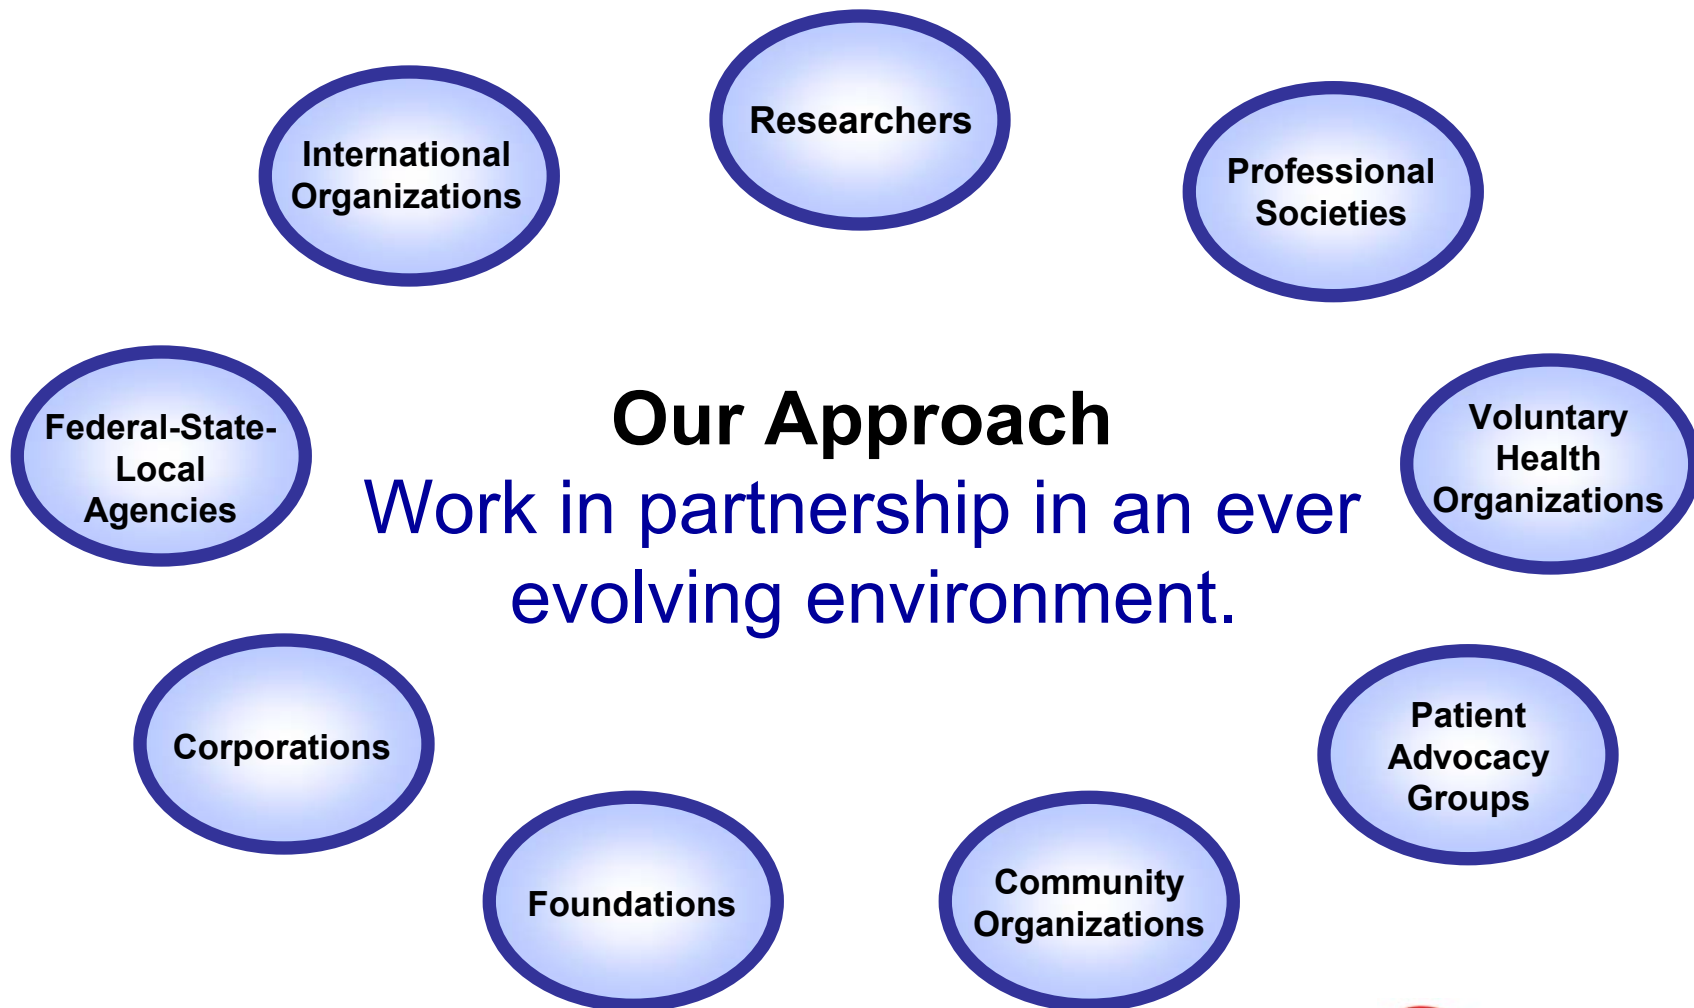 Researchers
International
Organizations
Professional
Societies
Federal-State-
Local
Agencies
Our Approach
Work in partnership in an ever
evolving environment.
Voluntary
Health
Organizations
Corporations
Patient
Advocacy
Groups
Foundations
Community
Organizations